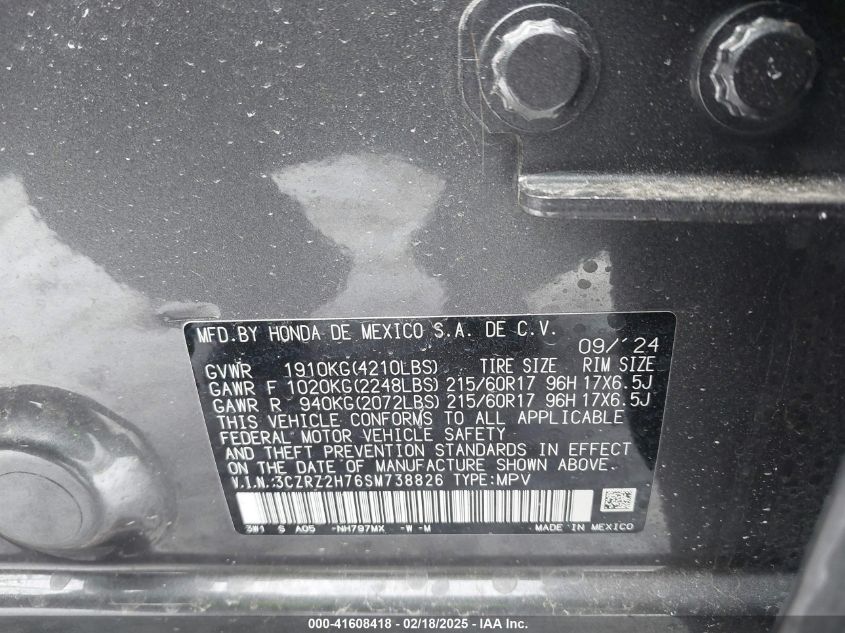 MFD.BY HONDA DE MEXICO S.A. DE C.V.
09/'24
GVWR 1910KG(4210LBS) TIRE SIZE RIM SIZE
GAWR F 1020KG(2248LBS) 215/60R17 96H 17X6.5J
GAWR R 940KG(2072LBS) 215/60R17 96H 17X6.5J
THIS VEHICLE CONFORMS TO ALL APPLICABLE
FEDERAL MOTOR VEHICLE SAFETY
AND THEFT PREVENTION STANDARDS IN EFFECT
ON THE DATE OF MANUFACTURE SHOWN ABOVE.
V.I.N.:3CZRZ2H76SM738826 TYPE:MPV
3W1 S A05 -NH797MX -W-M MADE IN MEXICO
000-41608418 - 02/18/2025 - IAA Inc.